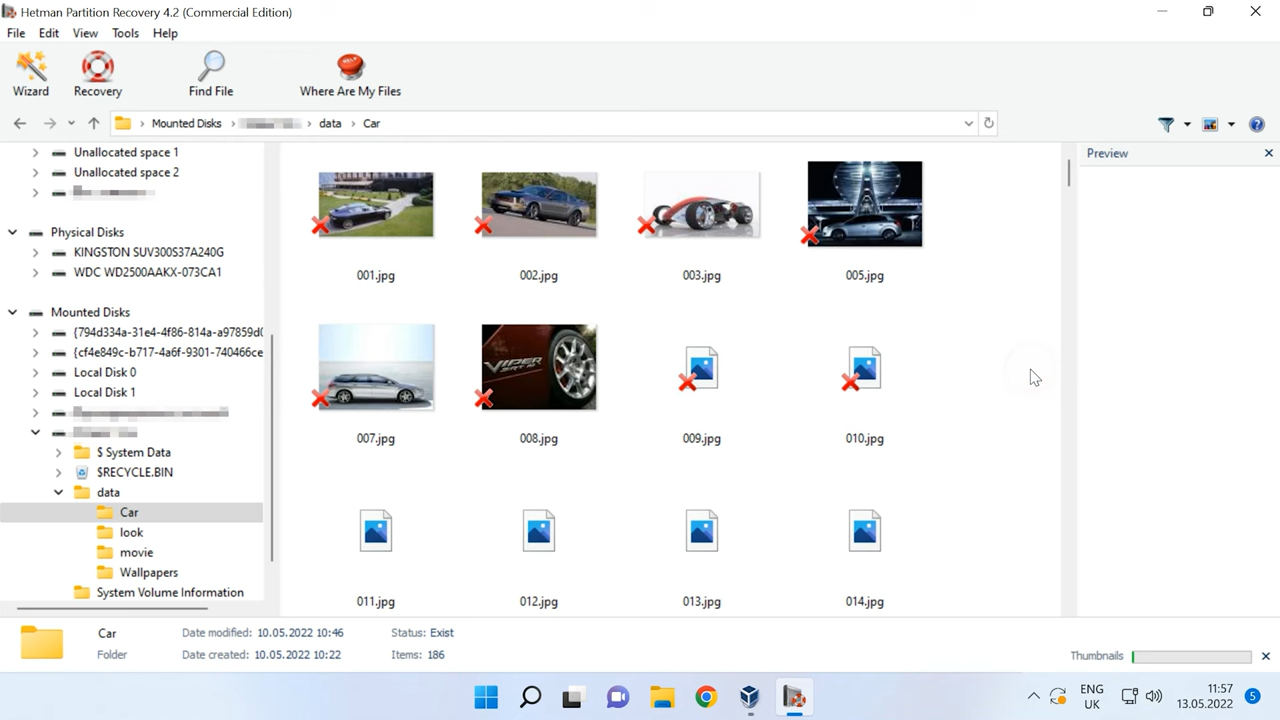 Hetman Partition Recovery 4.2 (Commercial Edition)
File Edit View Tools Help
Wizard Recovery Find File Where Are My Files
Mounted Disks data Car
Unallocated space 1
Unallocated space 2
Physical Disks
KINGSTON SUV300S37A240G
WDC WD2500AAKX-073CA1
Mounted Disks
{794d334a-31e4-4f86-814a-a97859d0
{cf4e849c-b717-4a6f-9301-740466ce
Local Disk 0
Local Disk 1
$ System Data
$RECYCLE.BIN
data
Car
look
movie
Wallpapers
System Volume Information
001.jpg 002.jpg 003.jpg 005.jpg
VIPER
007.jpg 008.jpg 009.jpg 010.jpg
011.jpg 012.jpg 013.jpg 014.jpg
Preview
Car Date modified: 10.05.2022 10:46 Status: Exist
Folder Date created: 10.05.2022 10:22 Items: 186
Thumbnails
ENG 11:57
UK 13.05.2022 5